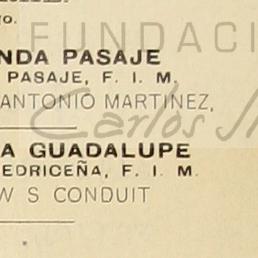 NDA PASAJE
PASAJE, F. I. M.
ANTONIO MARTINEZ,
A GUADALUPE
EDRICEÑA, F. I. M.
W S CONDUIT
FUNDACI
Carlos